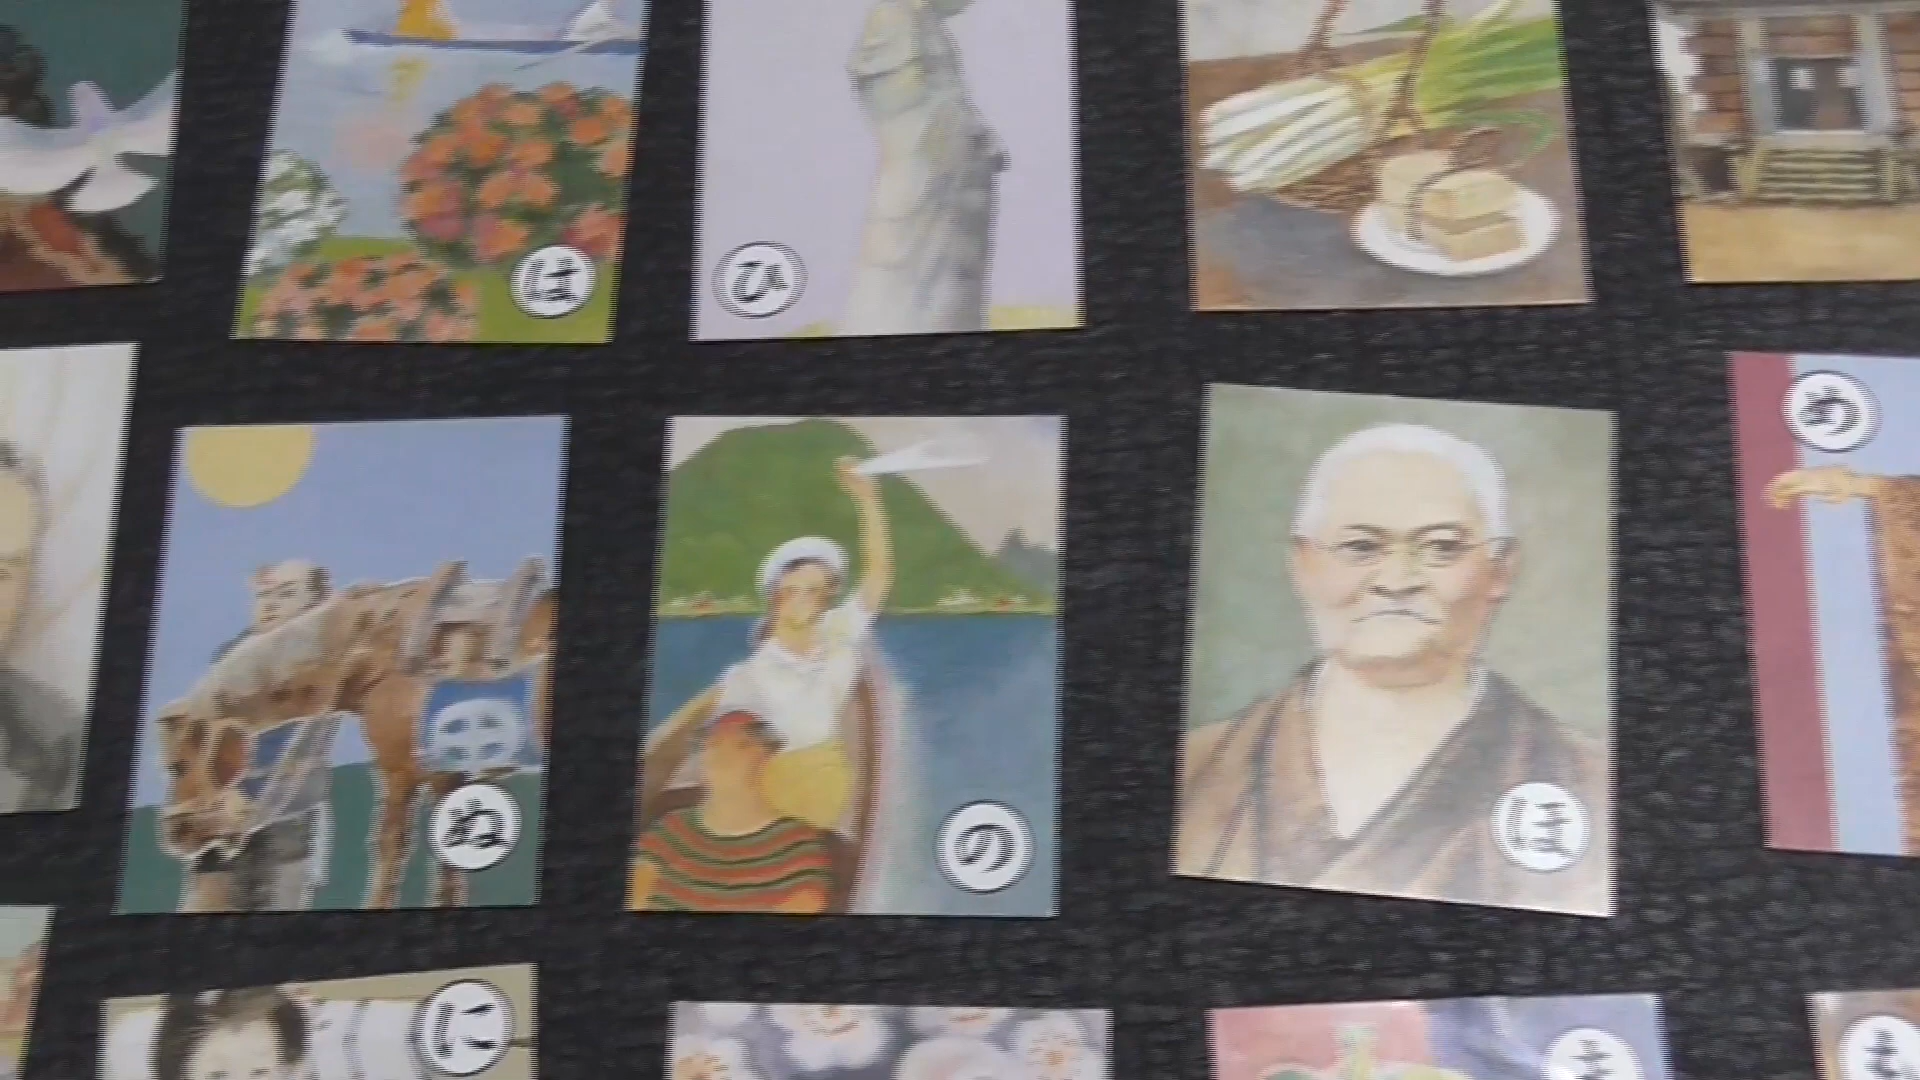 は
ひ
め
ぬ
の
ほ
に